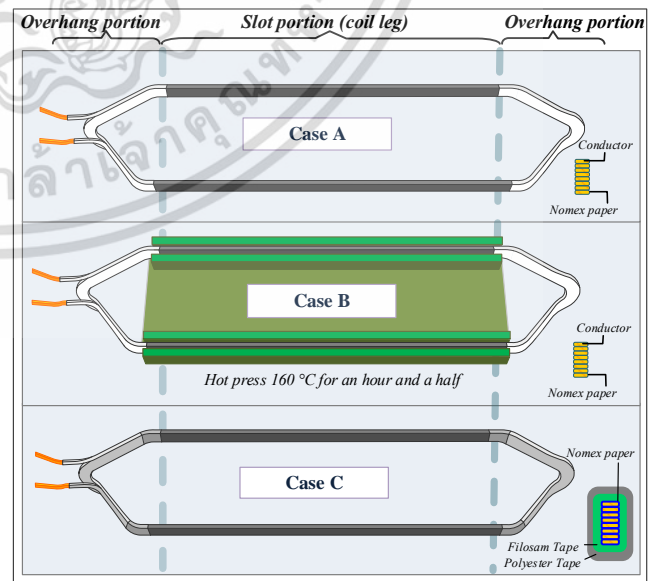 Overhang portion Slot portion (coil leg) Overhang portion
Case A
Conductor
Nomex paper
Case B
Conductor
Nomex paper
Hot press 160 °C for an hour and a half
Nomex paper
Case C
Filosam Tape
Polyester Tape